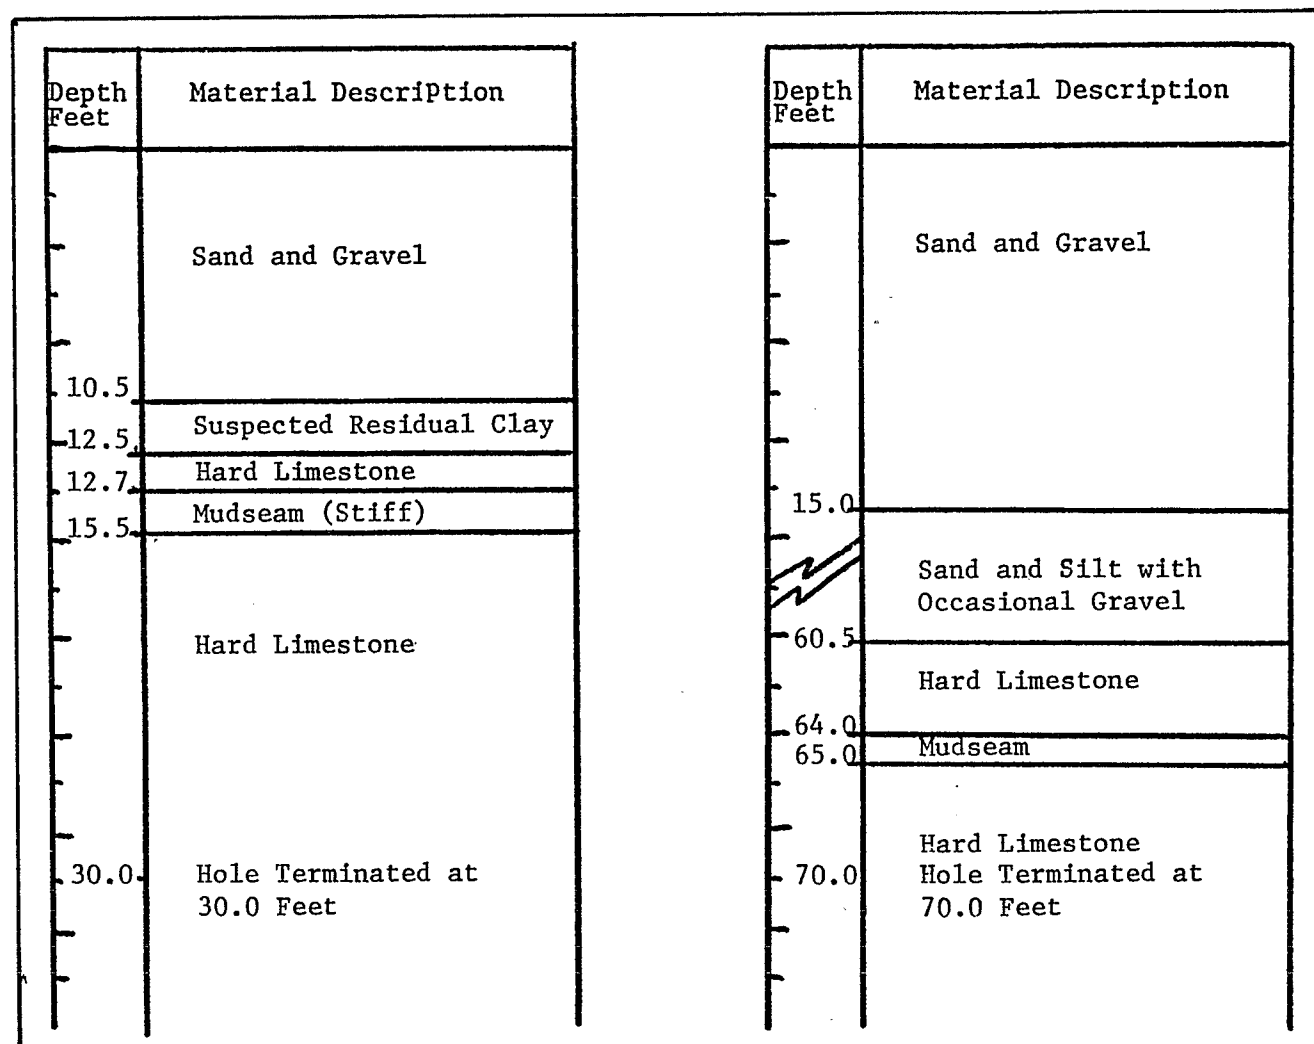 Depth
Feet
Material DescriPtion
Sand and Gravel
10.5
Suspected Residual Clay
12.5
Hard Limestone
12.7
Mudseam (Stiff)
15.5
Hard Limestone
30.0
Hole Terminated at
30.0 Feet
Depth
Feet
Material Description
Sand and Gravel
15.0
Sand and Silt with
Occasional Gravel
60.5
Hard Limestone
64.0
Mudseam
65.0
Hard Limestone
70.0
Hole Terminated at
70.0 Feet